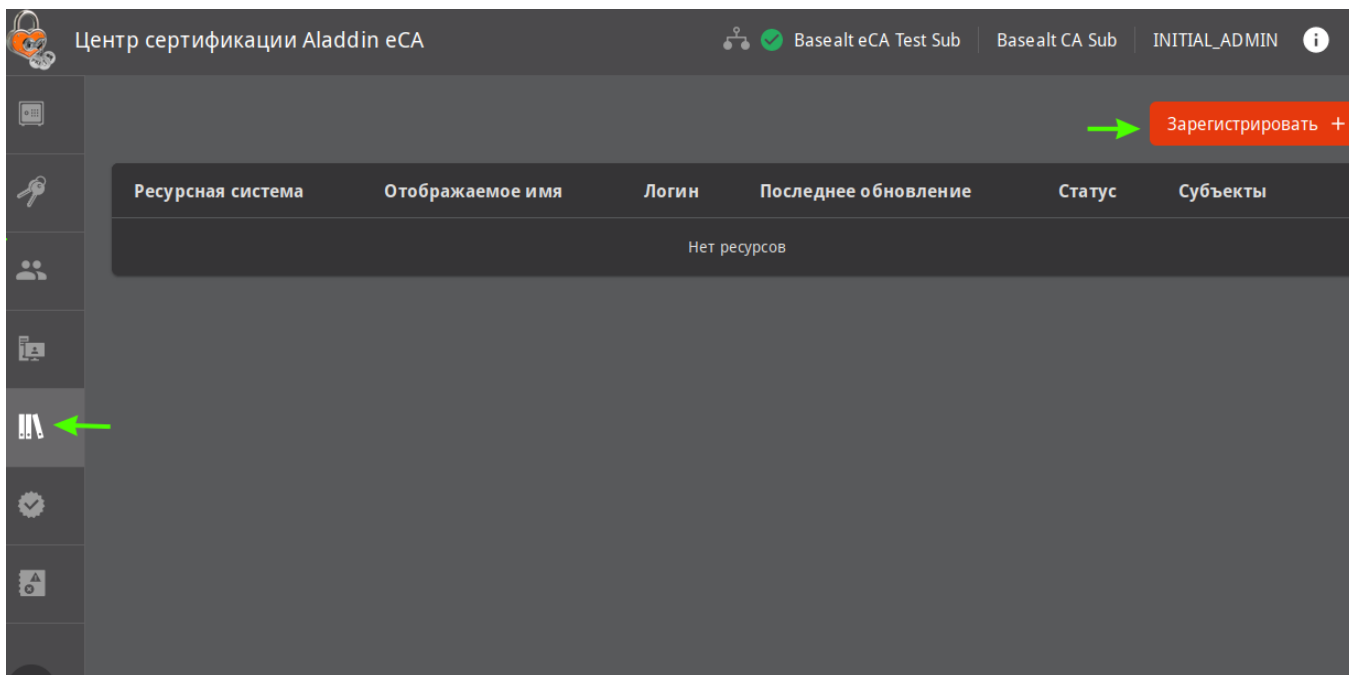 Центр сертификации Aladdin eCA
Basealt eCA Test Sub
Basealt CA Sub
INITIAL_ADMIN
Зарегистрировать +
Ресурсная система Отображаемое имя Логин Последнее обновление Статус Субъекты
Нет ресурсов